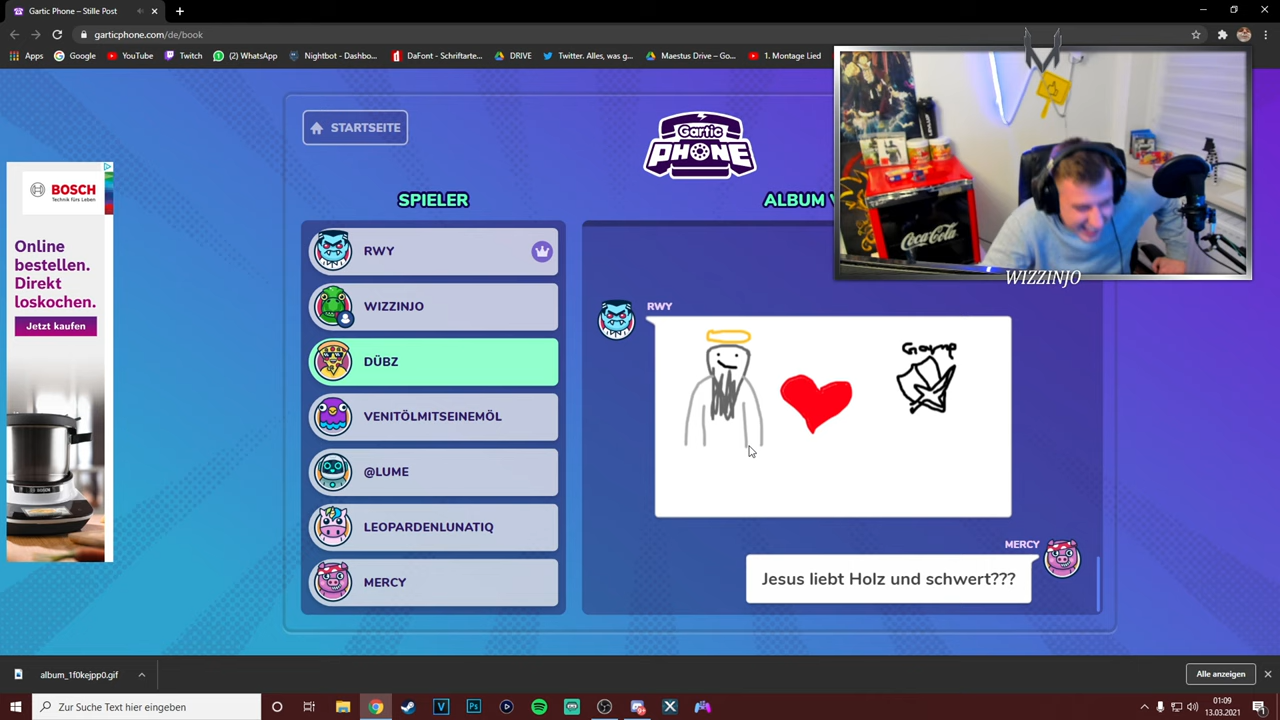 Gartic Phone – Stille Post
garticphone.com/de/book
Apps
Google
YouTube
Twitch
(2) WhatsApp
Nightbot - Dashbo...
DaFont - Schriftarte...
DRIVE
Twitter. Alles, was g...
Maestus Drive – Go...
1. Montage Lied
STARTSEITE
Gartic
PHONE
SPIELER
ALBUM V
RWY
WIZZINJO
DÜBZ
VENITÖLMITSEINEMÖL
@LUME
LEOPARDENLUNATIQ
MERCY
BOSCH
Technik fürs Leben
Online
bestellen.
Direkt
loskochen.
Jetzt kaufen
Coca-Cola
WIZZINJO
RWY
Gamp
MERCY
Jesus liebt Holz und schwert???
album_1f0kejpp0.gif
Alle anzeigen
Zur Suche Text hier eingeben
01:09
13.03.2021